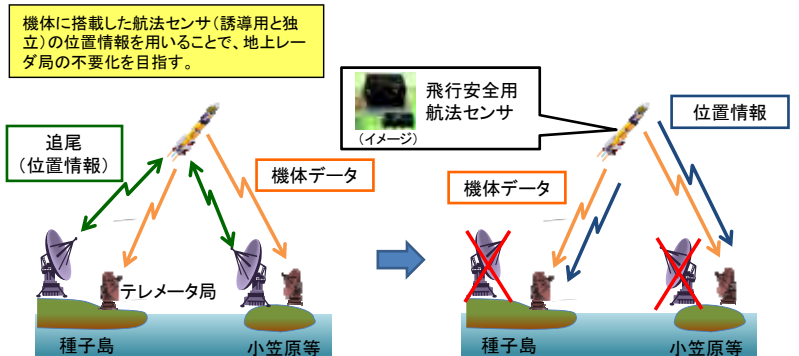 機体に搭載した航法センサ（誘導用と独
立）の位置情報を用いることで、地上レー
ダ局の不要化を目指す。
飛行安全用
航法センサ
（イメージ）
追尾
（位置情報）
機体データ
位置情報
機体データ
テレメータ局
種子島
小笠原等
種子島
小笠原等